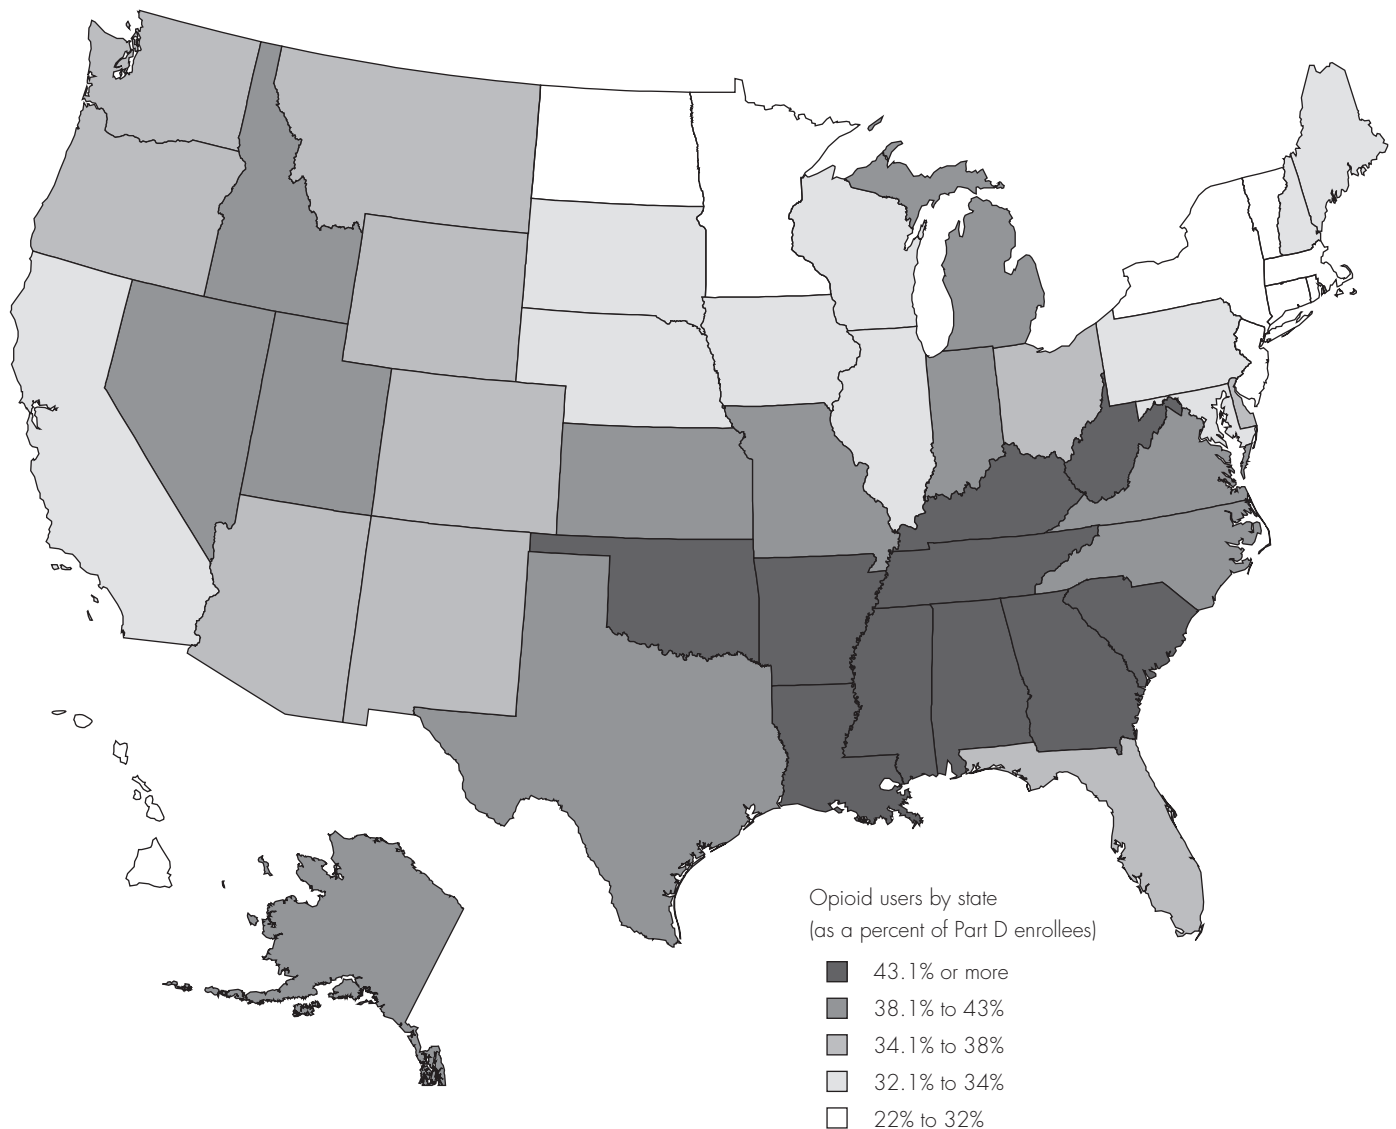 Opioid users by state
(as a percent of Part D enrollees)
43.1% or more
38.1% to 43%
34.1% to 38%
32.1% to 34%
22% to 32%